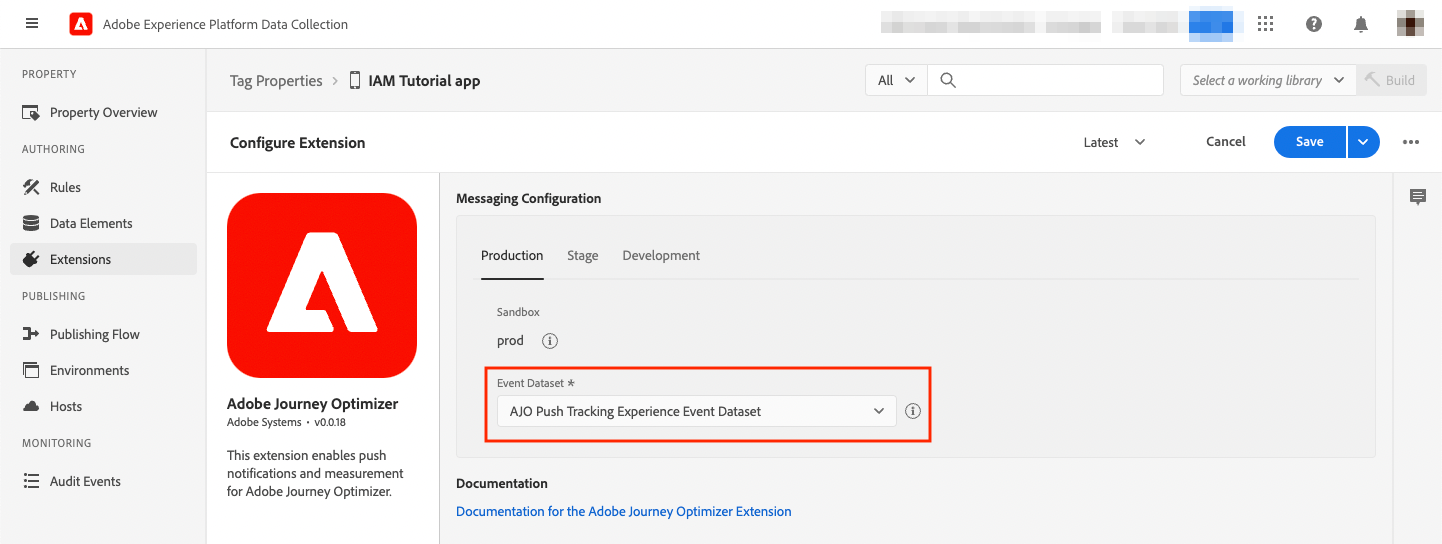 Adobe Experience Platform Data Collection
PROPERTY
Property Overview
AUTHORING
Rules
Data Elements
Extensions
PUBLISHING
Publishing Flow
Environments
Hosts
MONITORING
Audit Events
Tag Properties > IAM Tutorial app
All
Select a working library
Build
Configure Extension
Latest
Cancel
Save
Adobe Journey Optimizer
Adobe Systems • v0.0.18
This extension enables push
notifications and measurement
for Adobe Journey Optimizer.
Messaging Configuration
Production Stage Development
Sandbox
prod
Event Dataset *
AJO Push Tracking Experience Event Dataset
Documentation
Documentation for the Adobe Journey Optimizer Extension